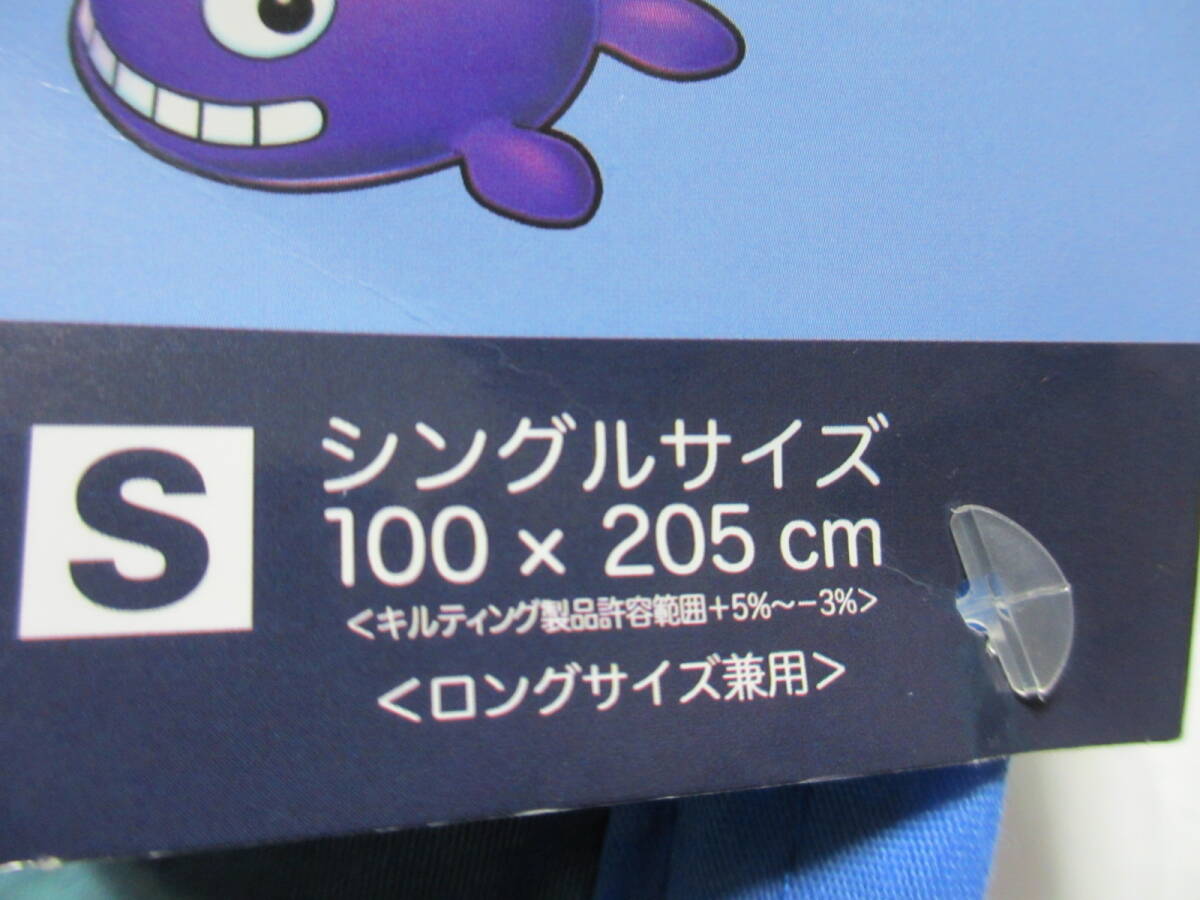 S
シングルサイズ
100 × 205 cm
<キルティング製品許容範囲+5%～−3%>
<ロングサイズ兼用>